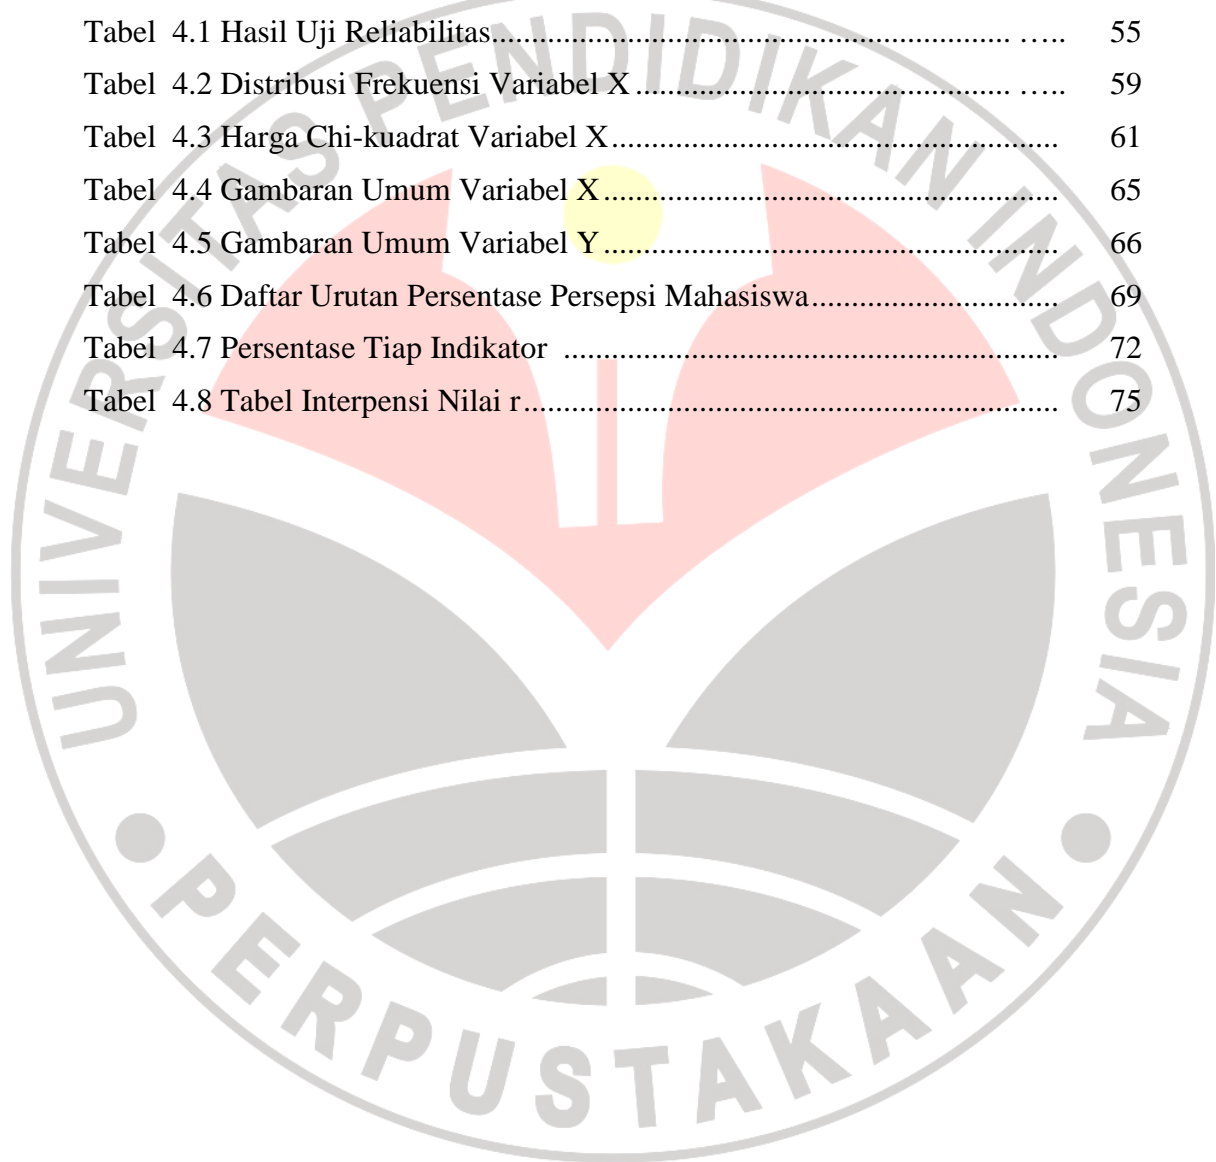 Tabel 4.1 Hasil Uji Reliabilitas................................................................. ….. 55
Tabel 4.2 Distribusi Frekuensi Variabel X............................................... ….. 59
Tabel 4.3 Harga Chi-kuadrat Variabel X........................................................ 61
Tabel 4.4 Gambaran Umum Variabel X......................................................... 65
Tabel 4.5 Gambaran Umum Variabel Y......................................................... 66
Tabel 4.6 Daftar Urutan Persentase Persepsi Mahasiswa............................... 69
Tabel 4.7 Persentase Tiap Indikator .............................................................. 72
Tabel 4.8 Tabel Interpensi Nilai r................................................................... 75
UNIVERSITAS PENDIDIKAN INDONESIA
PERPUSTAKAAN